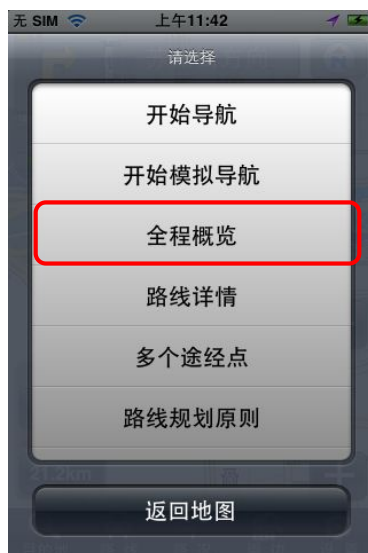 无 SIM 上午11:42
请选择
开始导航
开始模拟导航
全程概览
路线详情
多个途经点
路线规划原则
21.2km
返回地图